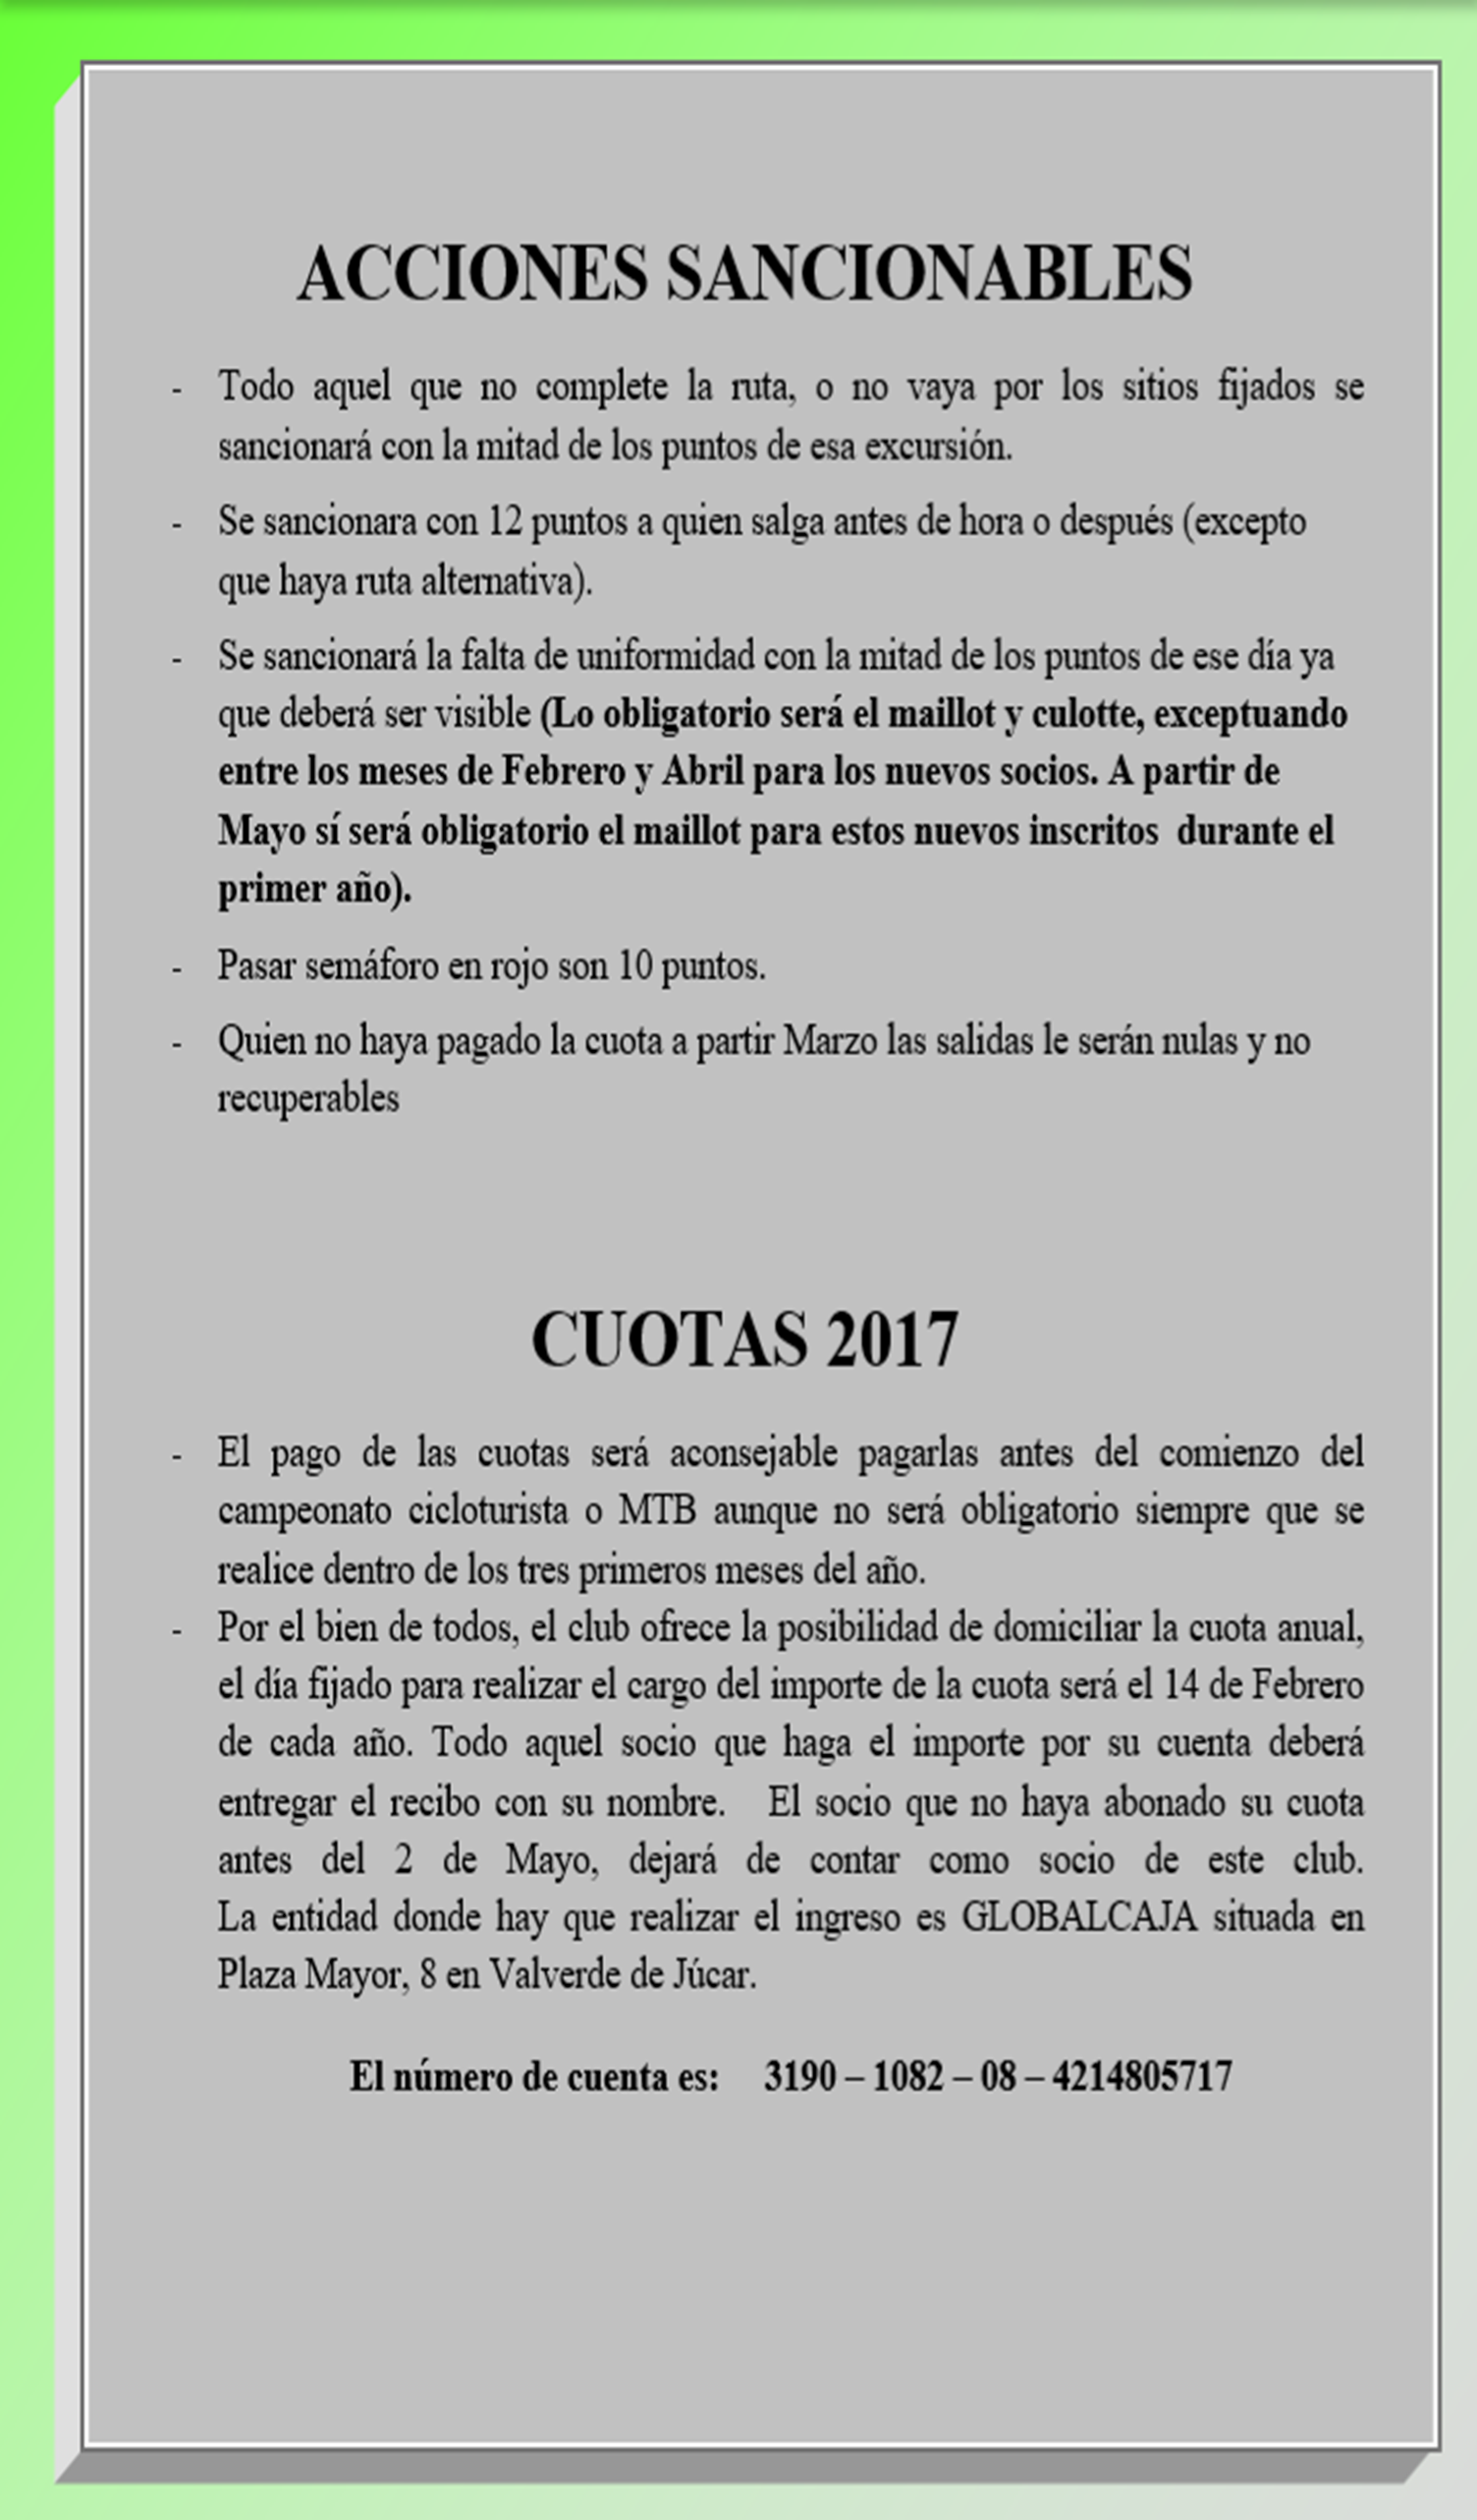 ACCIONES SANCIONABLES
- Todo aquel que no complete la ruta, o no vaya por los sitios fijados se
sancionará con la mitad de los puntos de esa excursión.
- Se sancionara con 12 puntos a quien salga antes de hora o después (excepto
que haya ruta alternativa).
- Se sancionará la falta de uniformidad con la mitad de los puntos de ese día ya
que deberá ser visible (Lo obligatorio será el maillot y culotte, exceptuando
entre los meses de Febrero y Abril para los nuevos socios. A partir de
Mayo sí será obligatorio el maillot para estos nuevos inscritos  durante el
primer año).
- Pasar semáforo en rojo son 10 puntos.
- Quien no haya pagado la cuota a partir Marzo las salidas le serán nulas y no
recuperables
CUOTAS 2017
- El pago de las cuotas será aconsejable pagarlas antes del comienzo del
campeonato cicloturista o MTB aunque no será obligatorio siempre que se
realice dentro de los tres primeros meses del año.
- Por el bien de todos, el club ofrece la posibilidad de domiciliar la cuota anual,
el día fijado para realizar el cargo del importe de la cuota será el 14 de Febrero
de cada año. Todo aquel socio que haga el importe por su cuenta deberá
entregar el recibo con su nombre.  El socio que no haya abonado su cuota
antes del 2 de Mayo, dejará de contar como socio de este club.
La entidad donde hay que realizar el ingreso es GLOBALCAJA situada en
Plaza Mayor, 8 en Valverde de Júcar.
El número de cuenta es:  3190 – 1082 – 08 – 4214805717